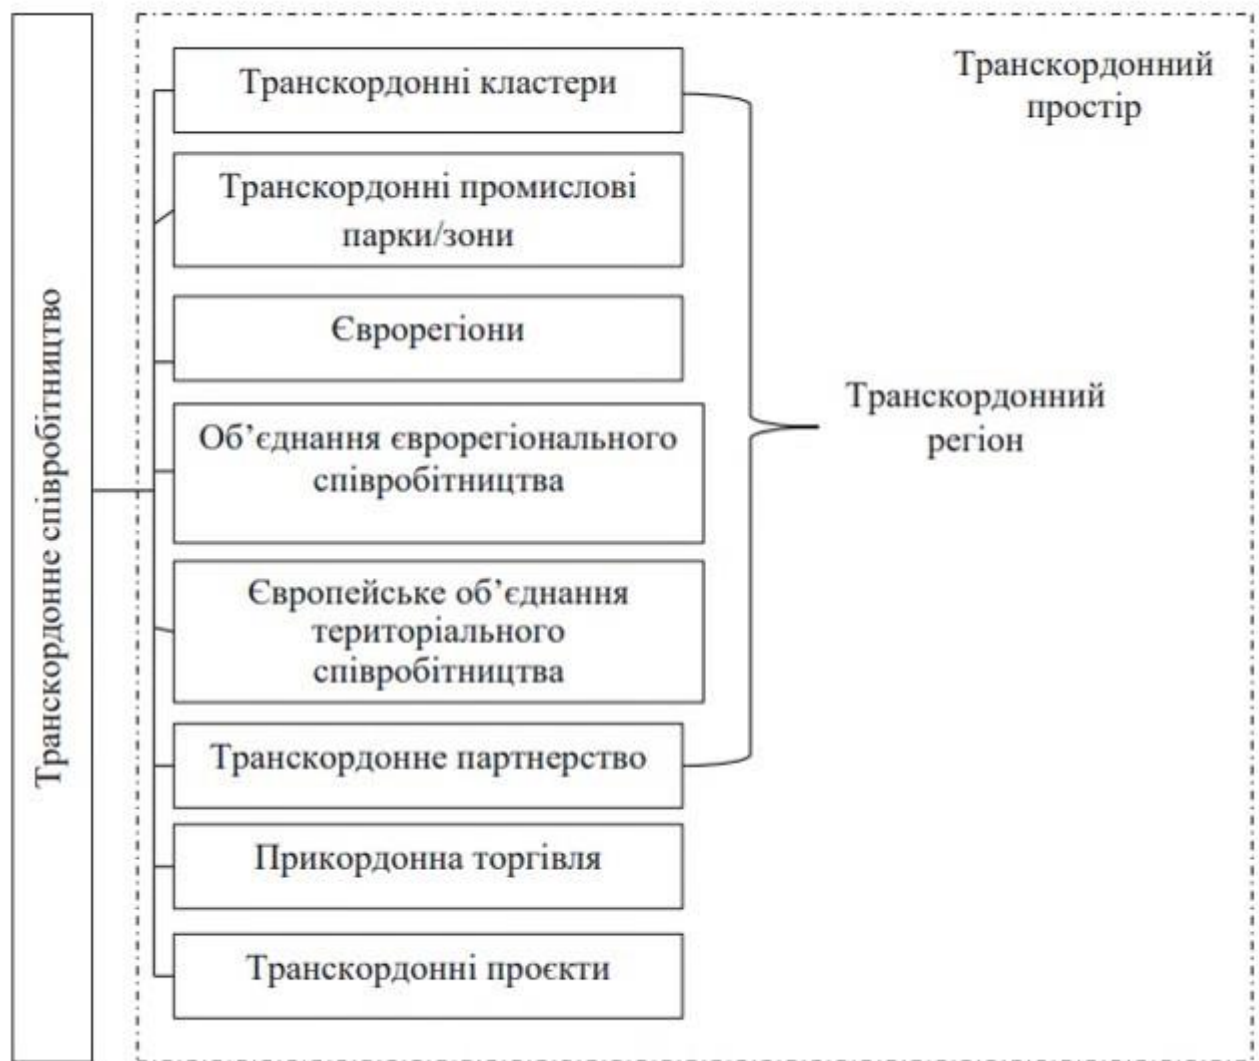 Транскордонне співробітництво
Транскордонні кластери
Транскордонні промислові
парки/зони
Єврорегіони
Об’єднання єврорегіонального
співробітництва
Європейське об’єднання
територіального
співробітництва
Транскордонне партнерство
Прикордонна торгівля
Транскордонні проєкти
Транскордонний
регіон
Транскордонний
простір